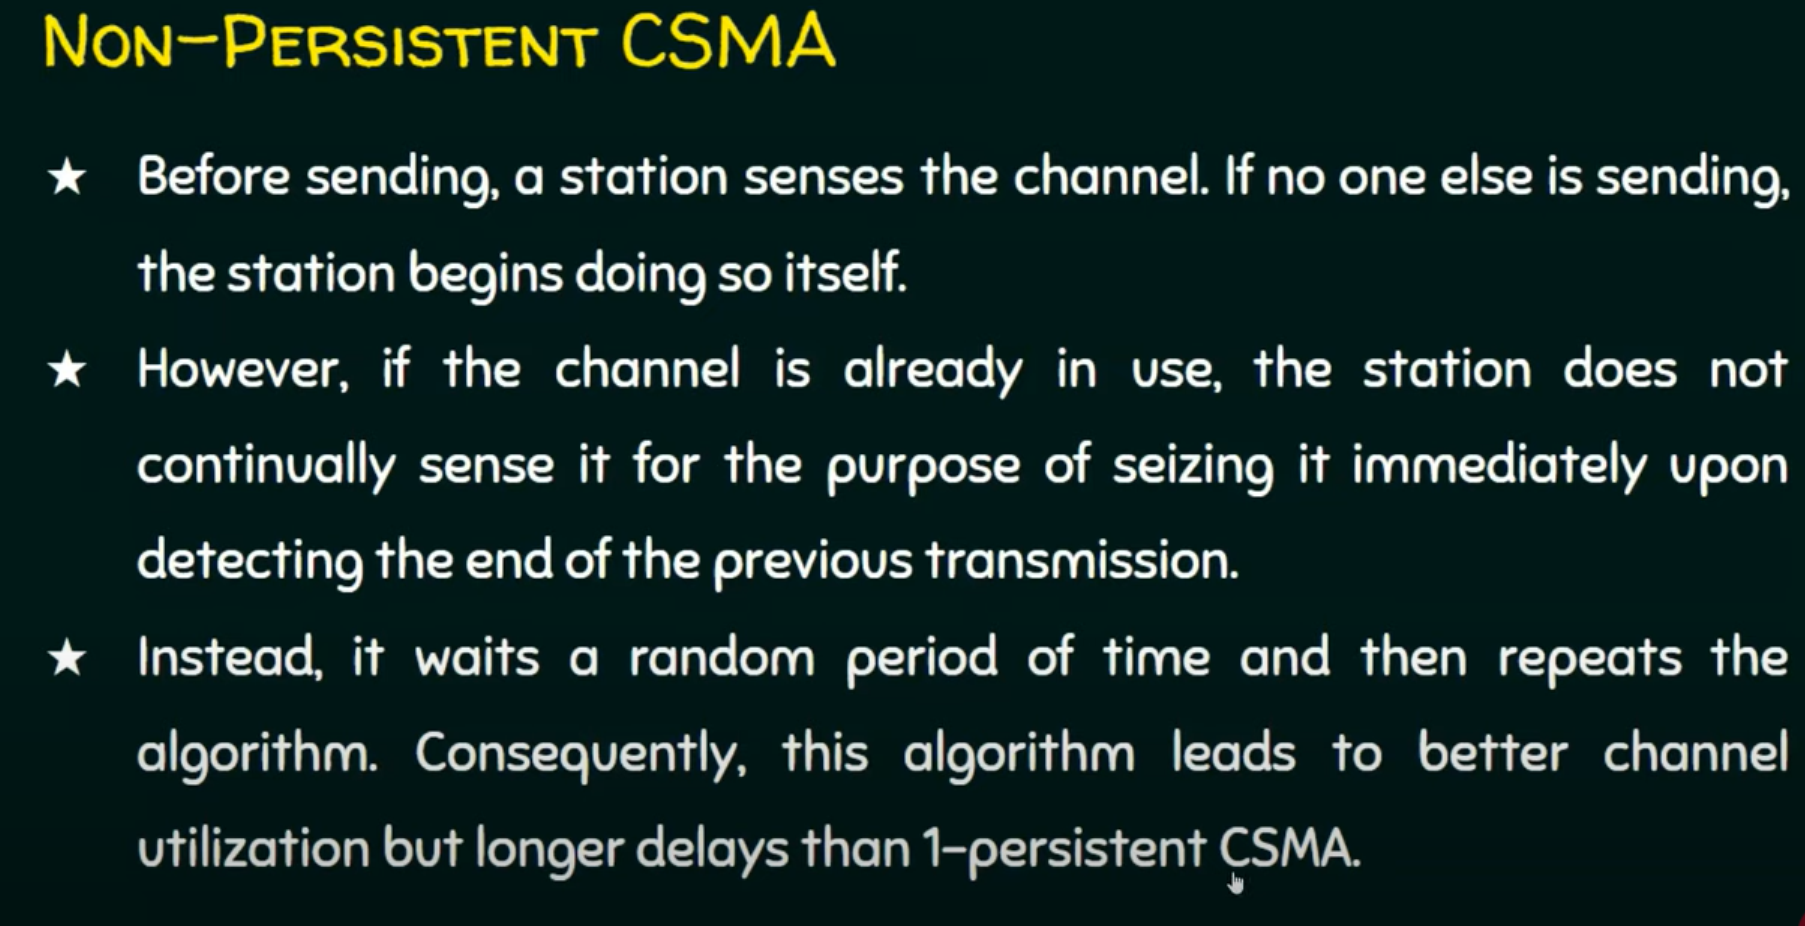 NON-PERSISTENT CSMA
★ Before sending, a station senses the channel. If no one else is sending,
the station begins doing so itself.
★ However, if the channel is already in use, the station does not
continually sense it for the purpose of seizing it immediately upon
detecting the end of the previous transmission.
★ Instead, it waits a random period of time and then repeats the
algorithm. Consequently, this algorithm leads to better channel
utilization but longer delays than 1-persistent CSMA.